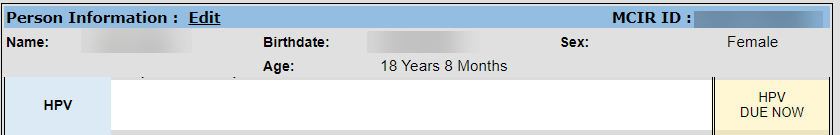 Person Information : Edit MCIR ID :
Name: Birthdate: Sex: Female
Age: 18 Years 8 Months
HPV HPV
DUE NOW